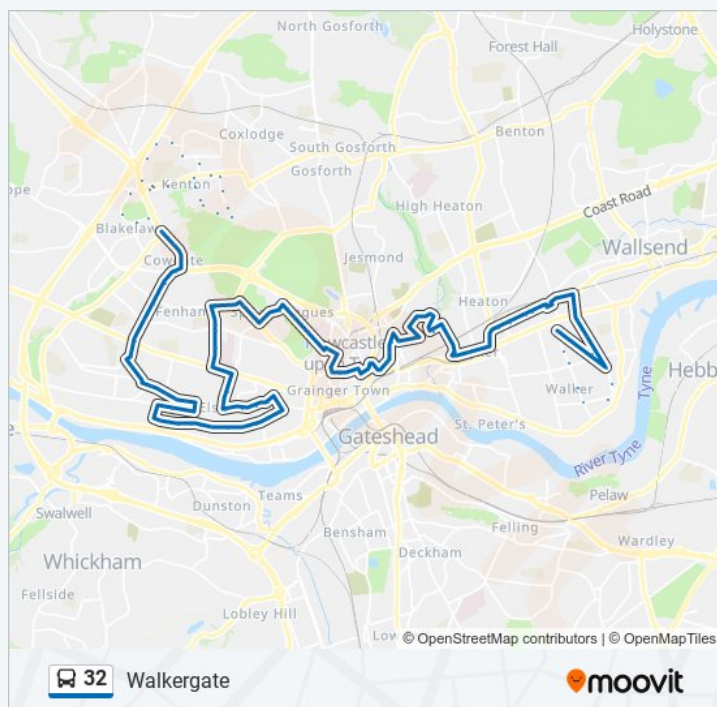 North Gosforth
Holystone
Forest Hall
Coxlodge
Benton
South Gosforth
Gosforth
Kenton
High Heaton
Coast Road
Wallsend
Jesmond
Heaton
Fenham
Grainger Town
Walker
Hebb
Tyne
St. Peter's
Gateshead
River Tyne
Teams
Dunston
Pelaw
Swalwell
Bensham
Felling
Wardley
Deckham
Whickham
Fellside
Lobley Hill
© OpenStreetMap contributors | © OpenMapTiles
32 Walkergate
moovit